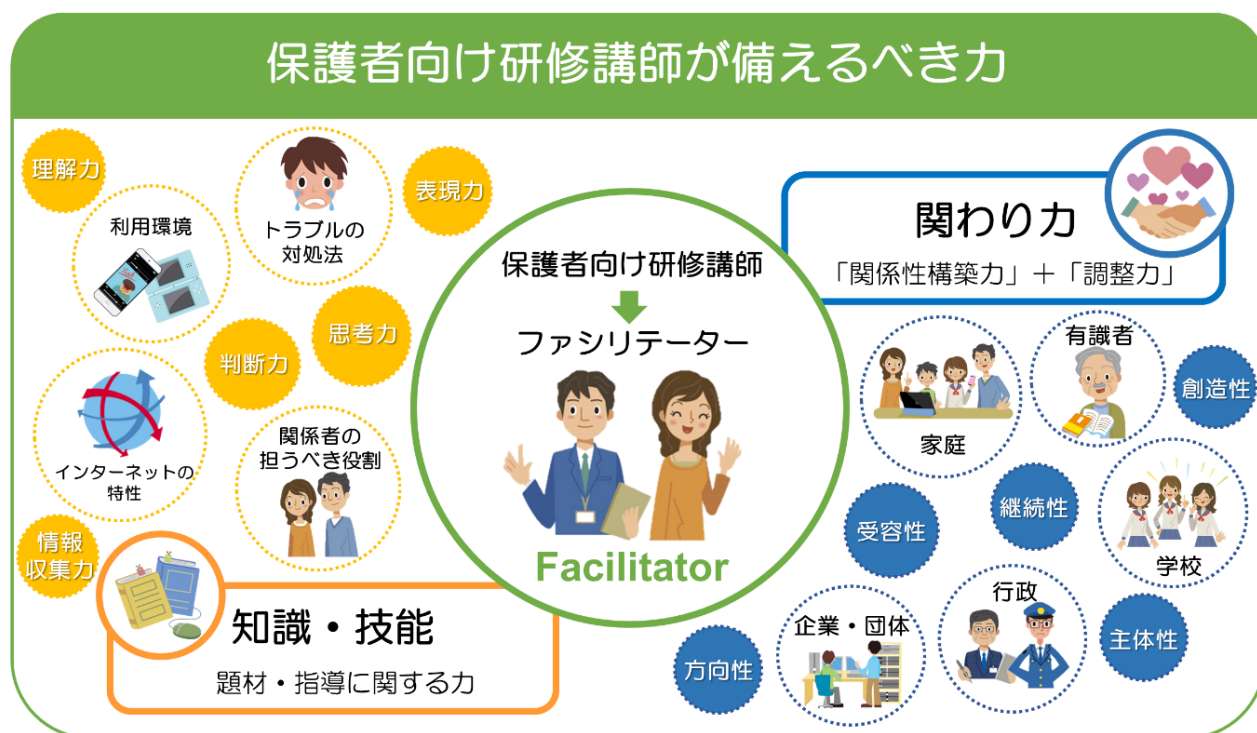 保護者向け研修講師が備えるべき力
理解力
利用環境
トラブルの
対処法
表現力
判断力
思考力
インターネットの
特性
関係者の
担うべき役割
情報
収集力
知識・技能
題材・指導に関する力
保護者向け研修講師
ファシリテーター
Facilitator
関わり力
「関係性構築力」＋「調整力」
家庭
有識者
創造性
受容性
継続性
学校
方向性
企業・団体
行政
主体性